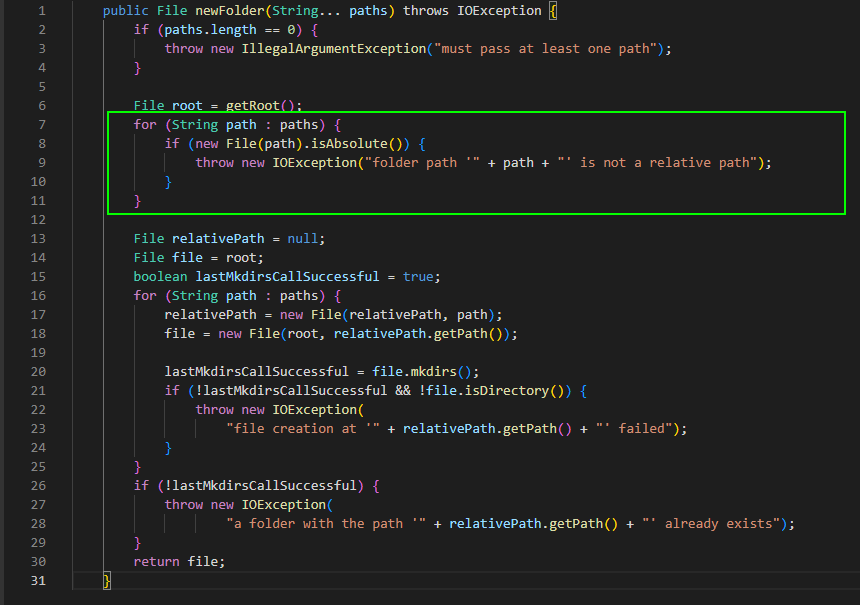 1 public File newFolder(String... paths) throws IOException {
2 if (paths.length == 0) {
3 throw new IllegalArgumentException("must pass at least one path");
4 }
5
6 File root = getRoot();
7 for (String path : paths) {
8 if (new File(path).isAbsolute()) {
9 throw new IOException("folder path '" + path + "' is not a relative path");
10 }
11 }
12
13 File relativePath = null;
14 File file = root;
15 boolean lastMkdirsCallSuccessful = true;
16 for (String path : paths) {
17 relativePath = new File(relativePath, path);
18 file = new File(root, relativePath.getPath());
19
20 lastMkdirsCallSuccessful = file.mkdirs();
21 if (!lastMkdirsCallSuccessful && !file.isDirectory()) {
22 throw new IOException(
23 "file creation at '" + relativePath.getPath() + "' failed");
24 }
25 }
26 if (!lastMkdirsCallSuccessful) {
27 throw new IOException(
28 "a folder with the path '" + relativePath.getPath() + "' already exists");
29 }
30 return file;
31 }